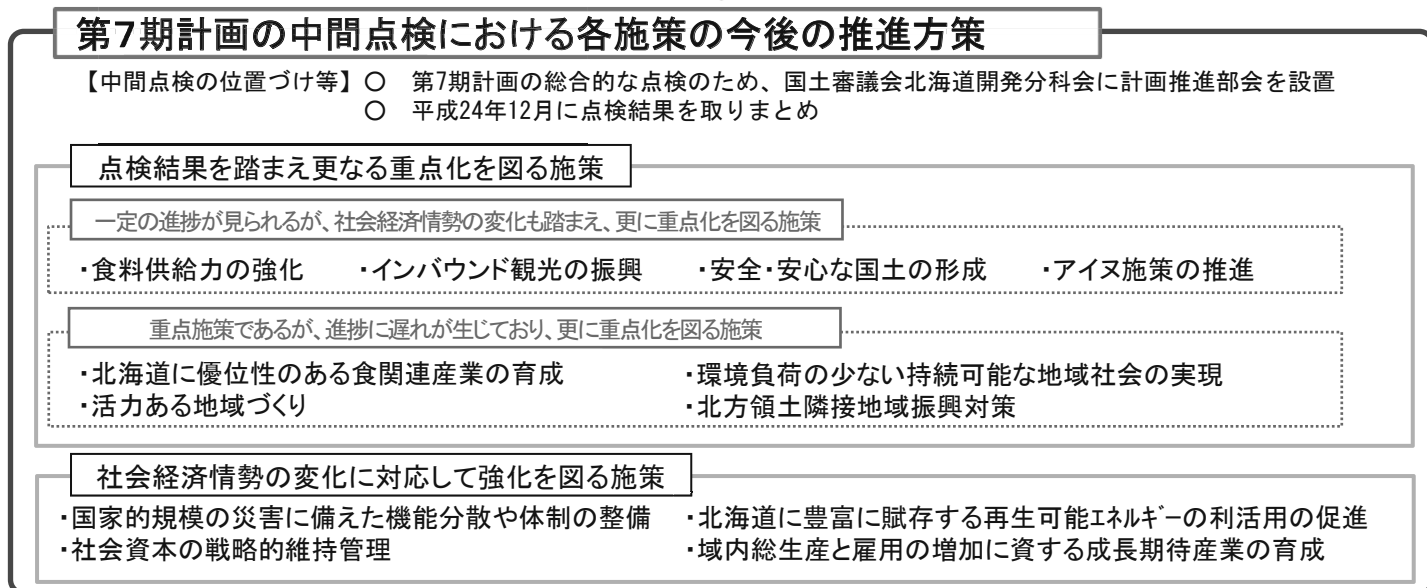 第7期計画の中間点検における各施策の今後の推進方策
【中間点検の位置づけ等】 ○ 第7期計画の総合的な点検のため、国土審議会北海道開発分科会に計画推進部会を設置
○ 平成24年12月に点検結果を取りまとめ
点検結果を踏まえ更なる重点化を図る施策
一定の進捗が見られるが、社会経済情勢の変化も踏まえ、更に重点化を図る施策
・食料供給力の強化 ・インバウンド観光の振興 ・安全・安心な国土の形成 ・アイヌ施策の推進
重点施策であるが、進捗に遅れが生じており、更に重点化を図る施策
・北海道に優位性のある食関連産業の育成 ・環境負荷の少ない持続可能な地域社会の実現
・活力ある地域づくり ・北方領土隣接地域振興対策
社会経済情勢の変化に対応して強化を図る施策
・国家的規模の災害に備えた機能分散や体制の整備 ・北海道に豊富に賦存する再生可能ｴﾈﾙｷﾞｰの利活用の促進
・社会資本の戦略的維持管理 ・域内総生産と雇用の増加に資する成長期待産業の育成